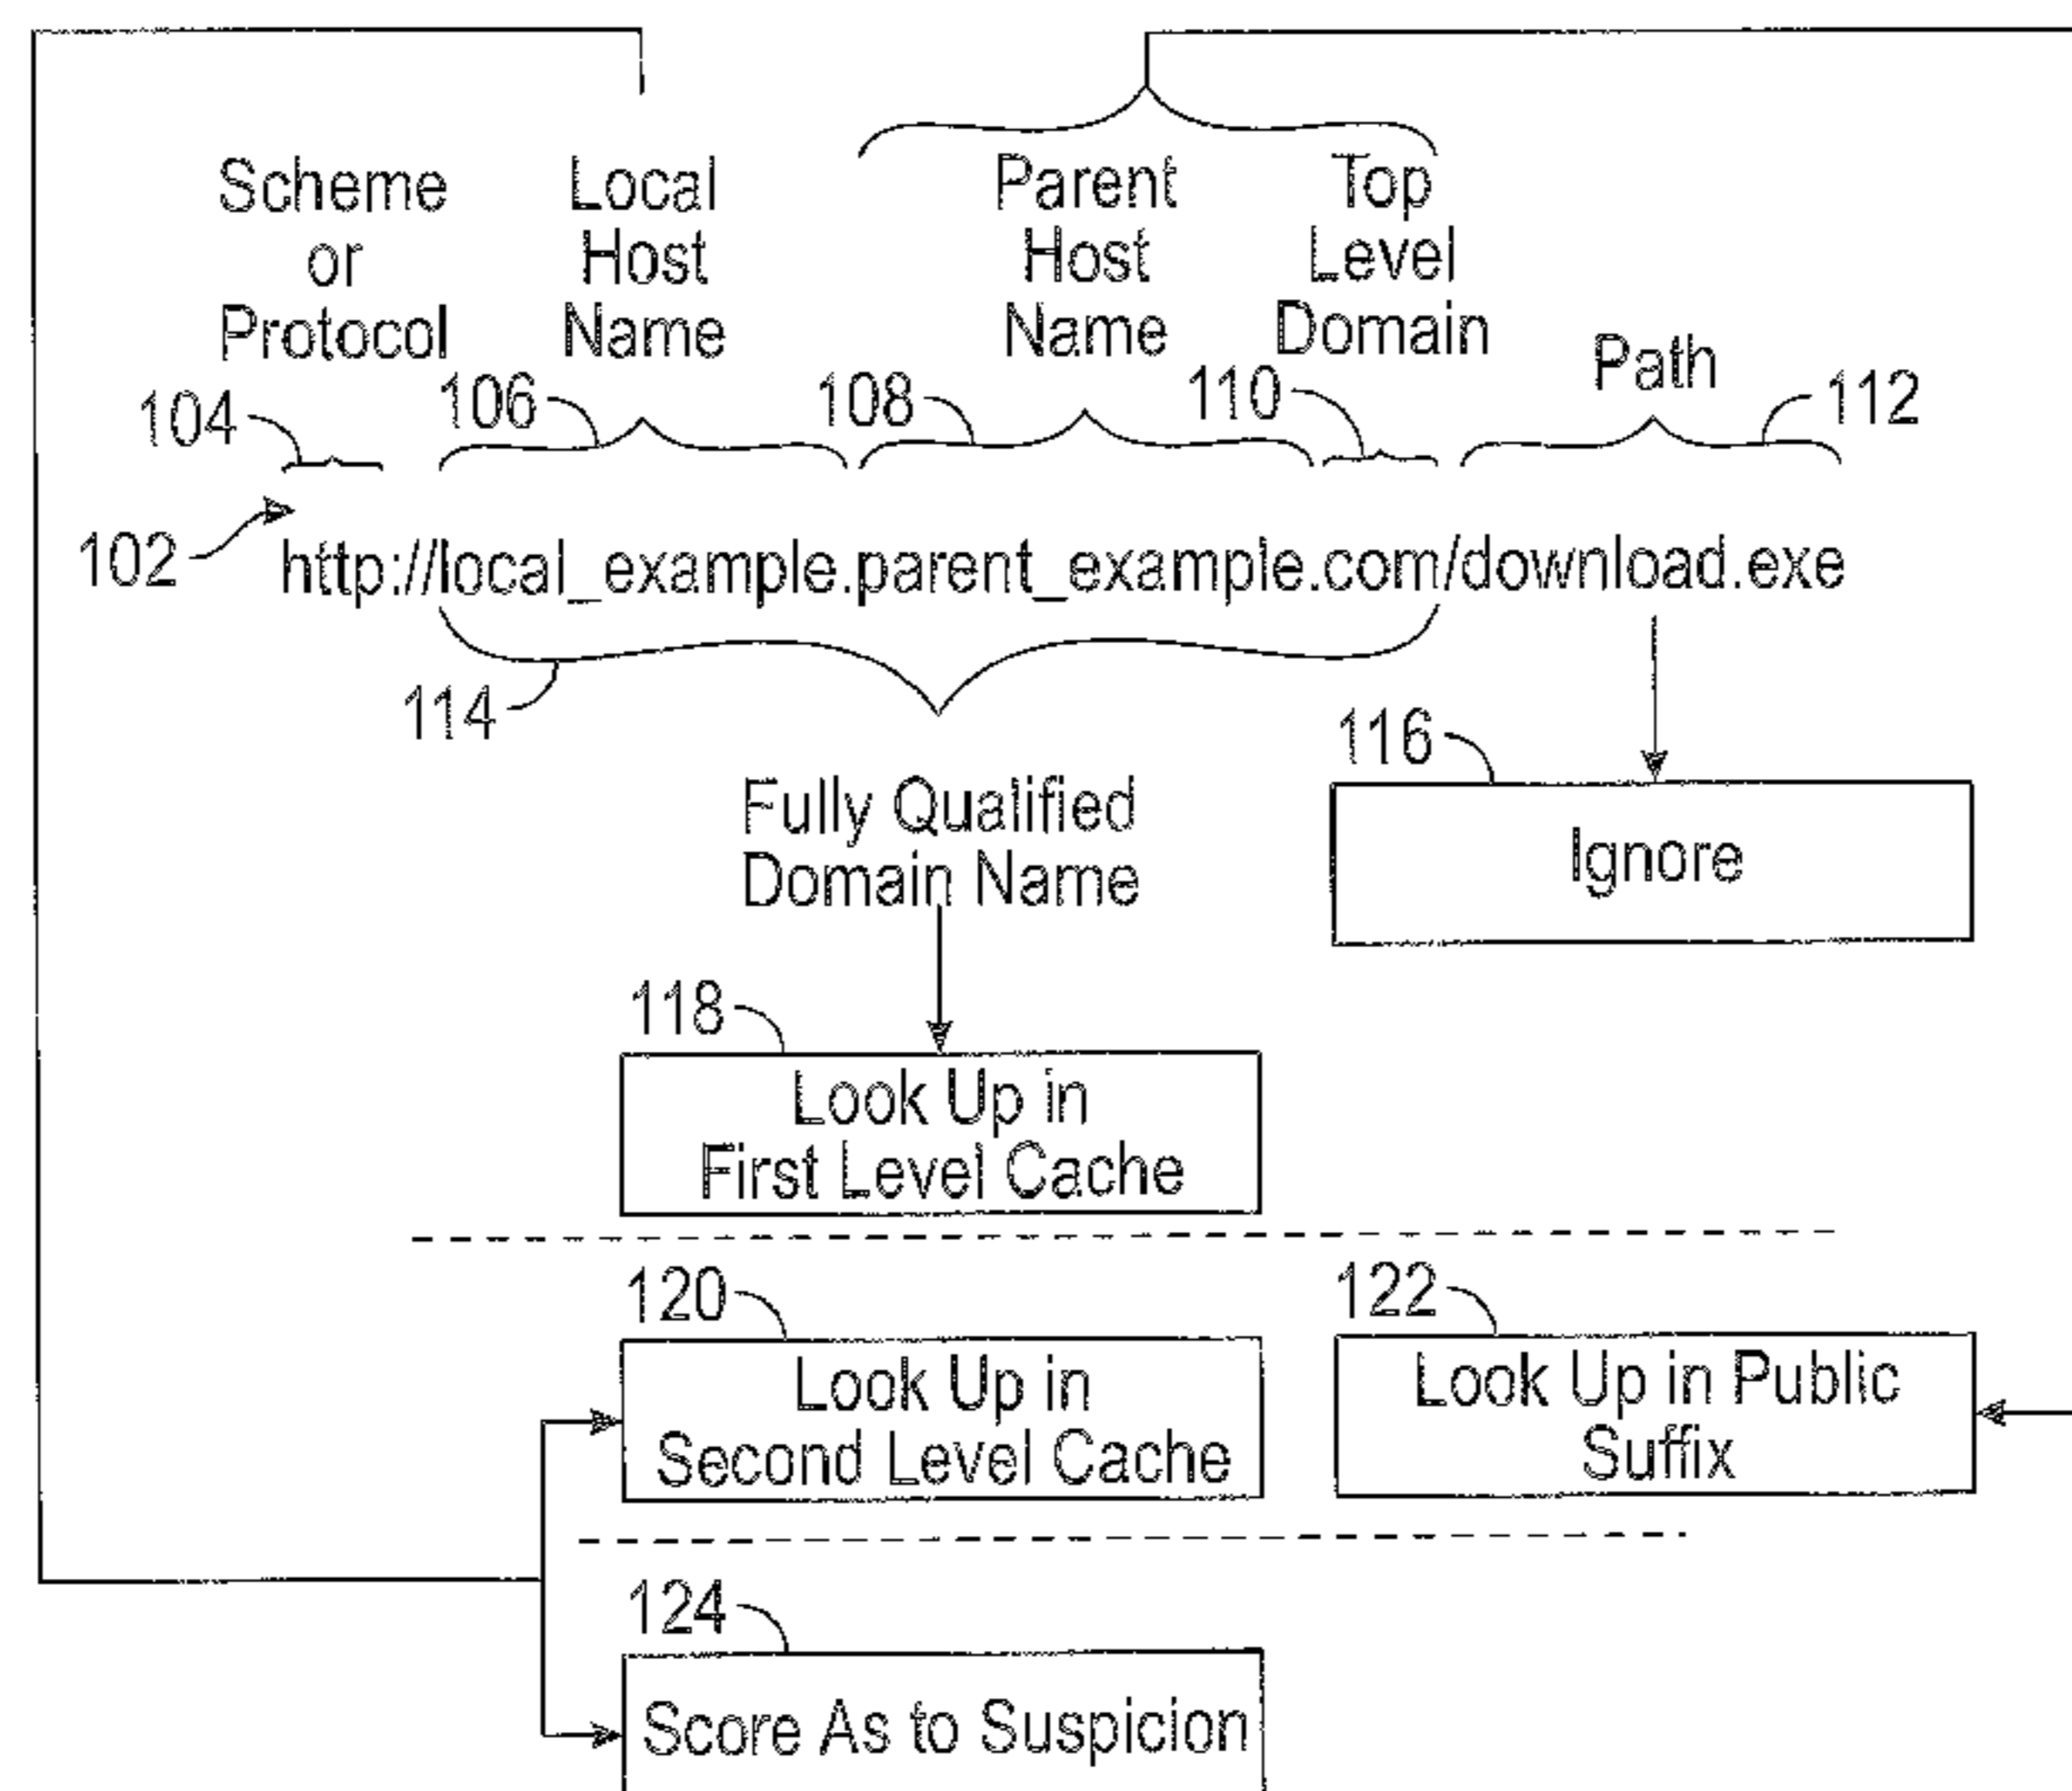 Scheme
or
Protocol
Local
Host
Name
Parent
Host
Name
Top
Level
Domain
Path
104
106
108
110
112
102
http://local_example.parent_example.com/download.exe
114
116
Fully Qualified
Domain Name
Ignore
118
Look Up in
First Level Cache
120
122
Look Up in
Second Level Cache
Look Up in Public
Suffix
124
Score As to Suspicion